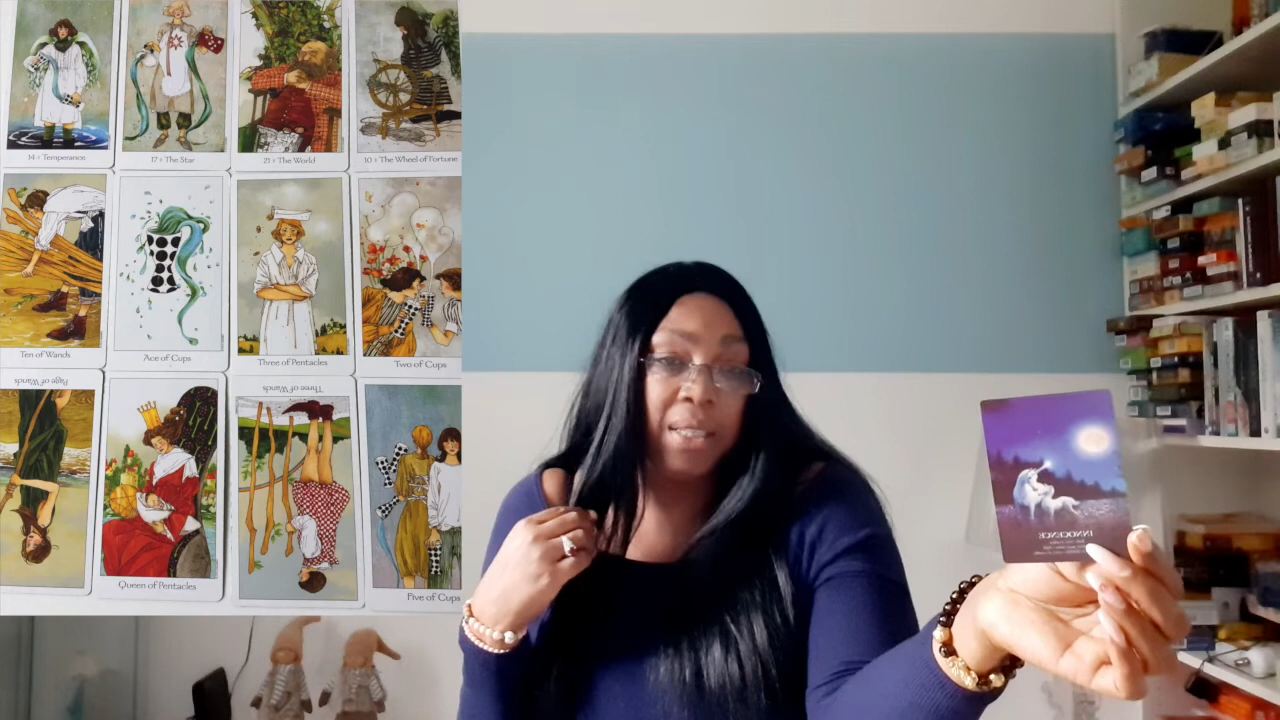 14 : Temperance
17 : The Star
21 : The World
10 : The Wheel of Fortune
Ten of Wands
Ace of Cups
Three of Pentacles
Two of Cups
Page of Wands
Three of Wands
Queen of Pentacles
Five of Cups
INNOCENCE